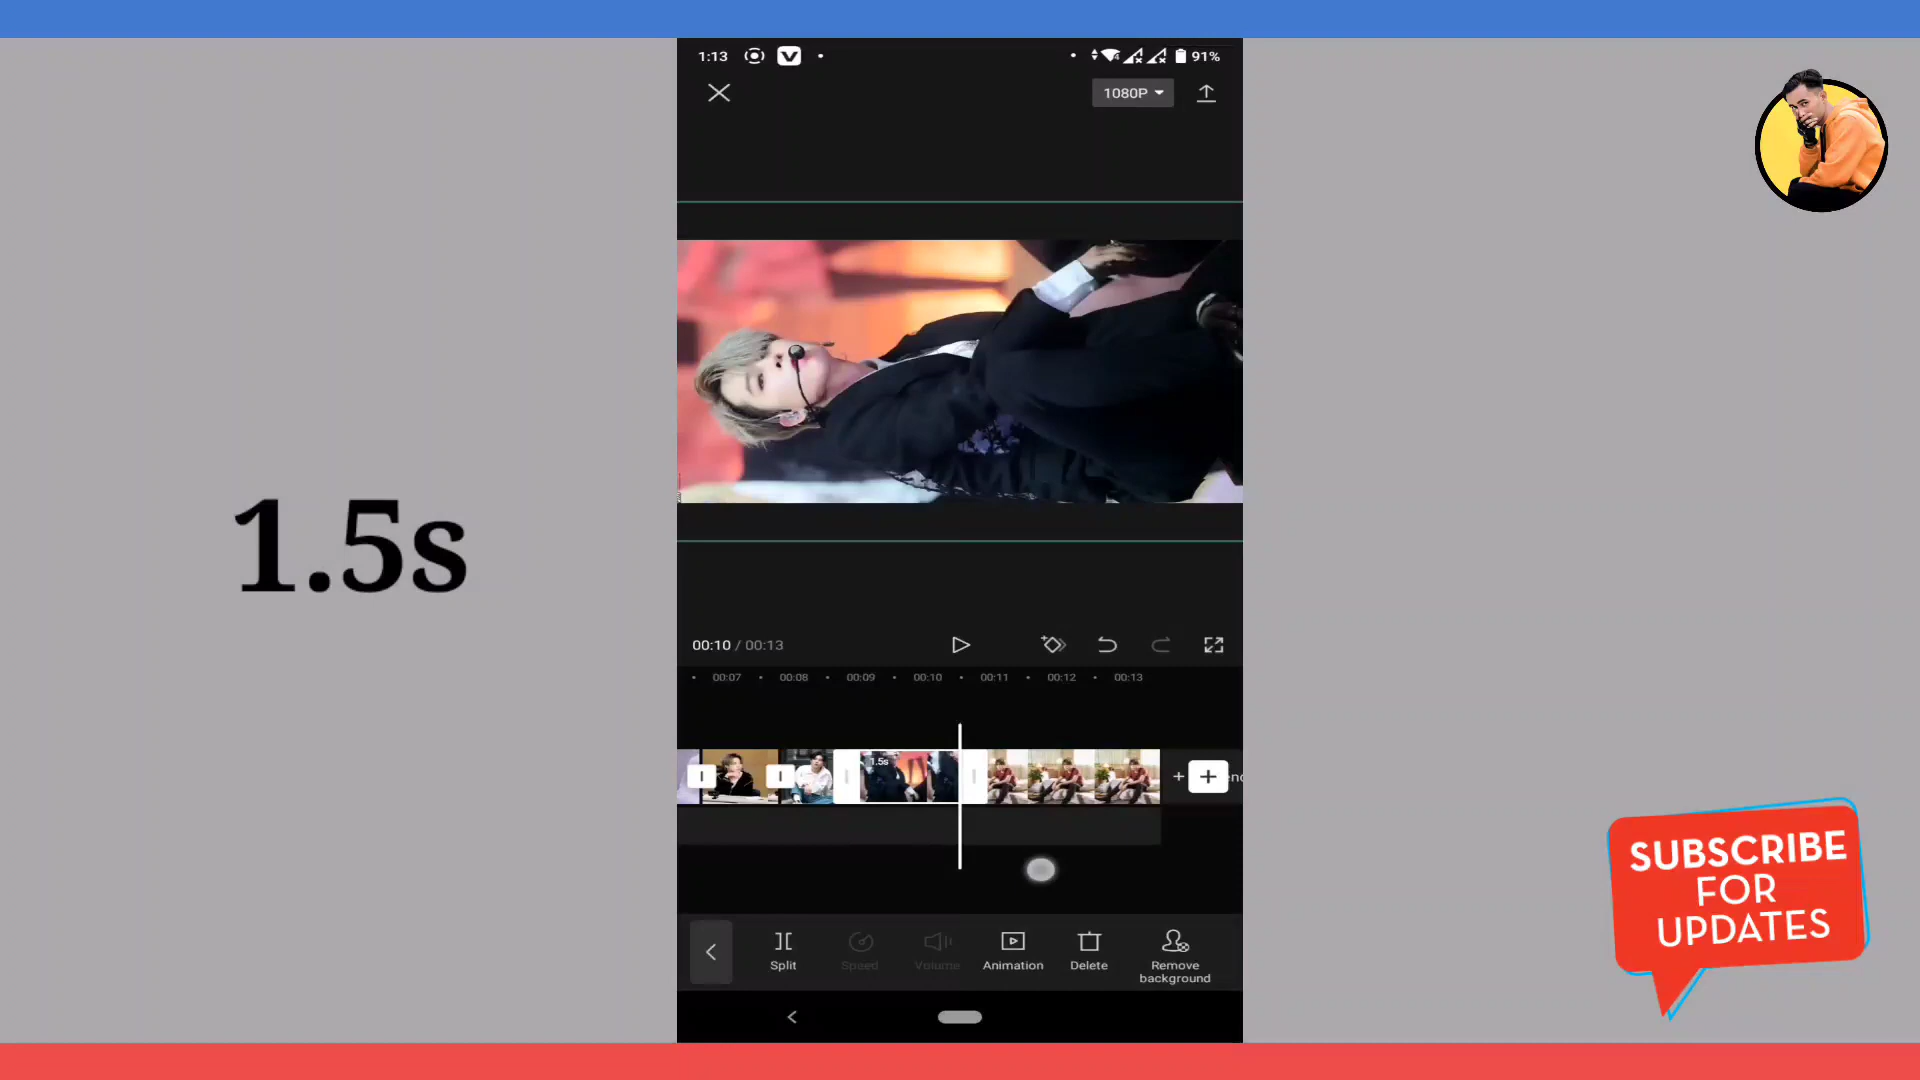 1:13
91%
1080P
1.5s
00:10 / 00:13
00:07 00:08 00:09 00:10 00:11 00:12 00:13
1.5s
Split
Speed
Volume
Animation
Delete
Remove
background
SUBSCRIBE
FOR
UPDATES